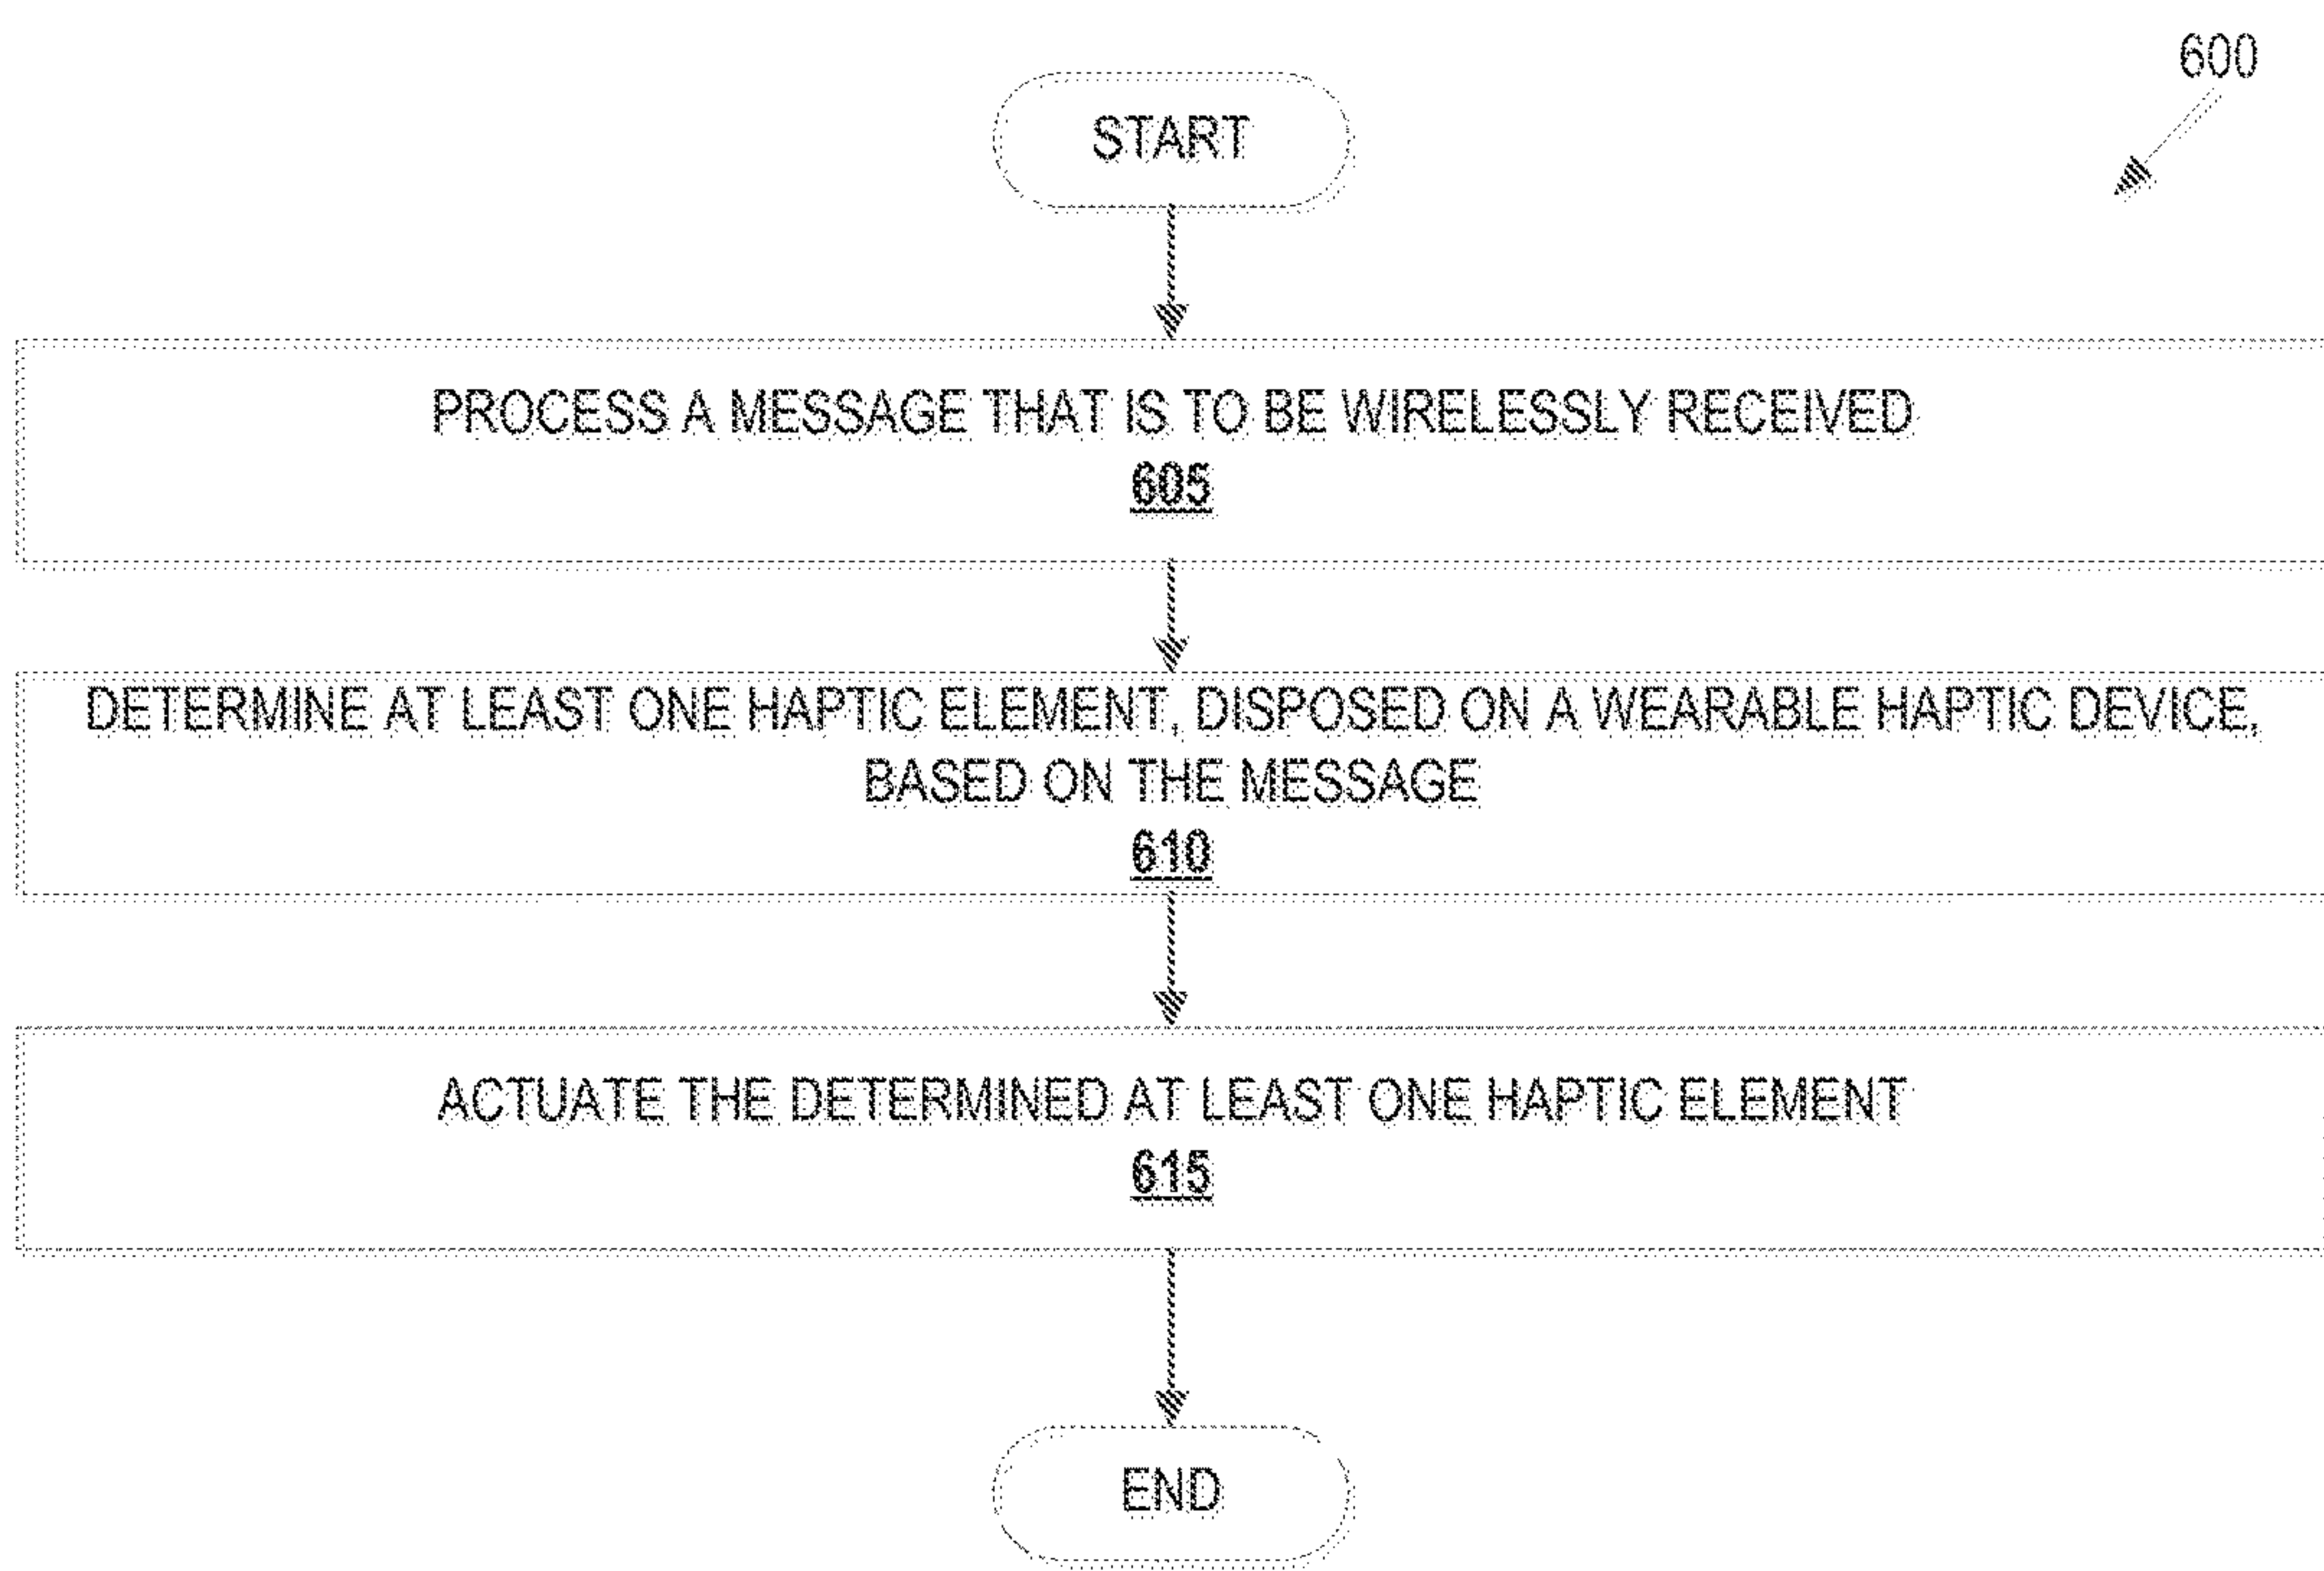 600
START
PROCESS A MESSAGE THAT IS TO BE WIRELESSLY RECEIVED
605
DETERMINE AT LEAST ONE HAPTIC ELEMENT, DISPOSED ON A WEARABLE HAPTIC DEVICE,
BASED ON THE MESSAGE
610
ACTUATE THE DETERMINED AT LEAST ONE HAPTIC ELEMENT
615
END